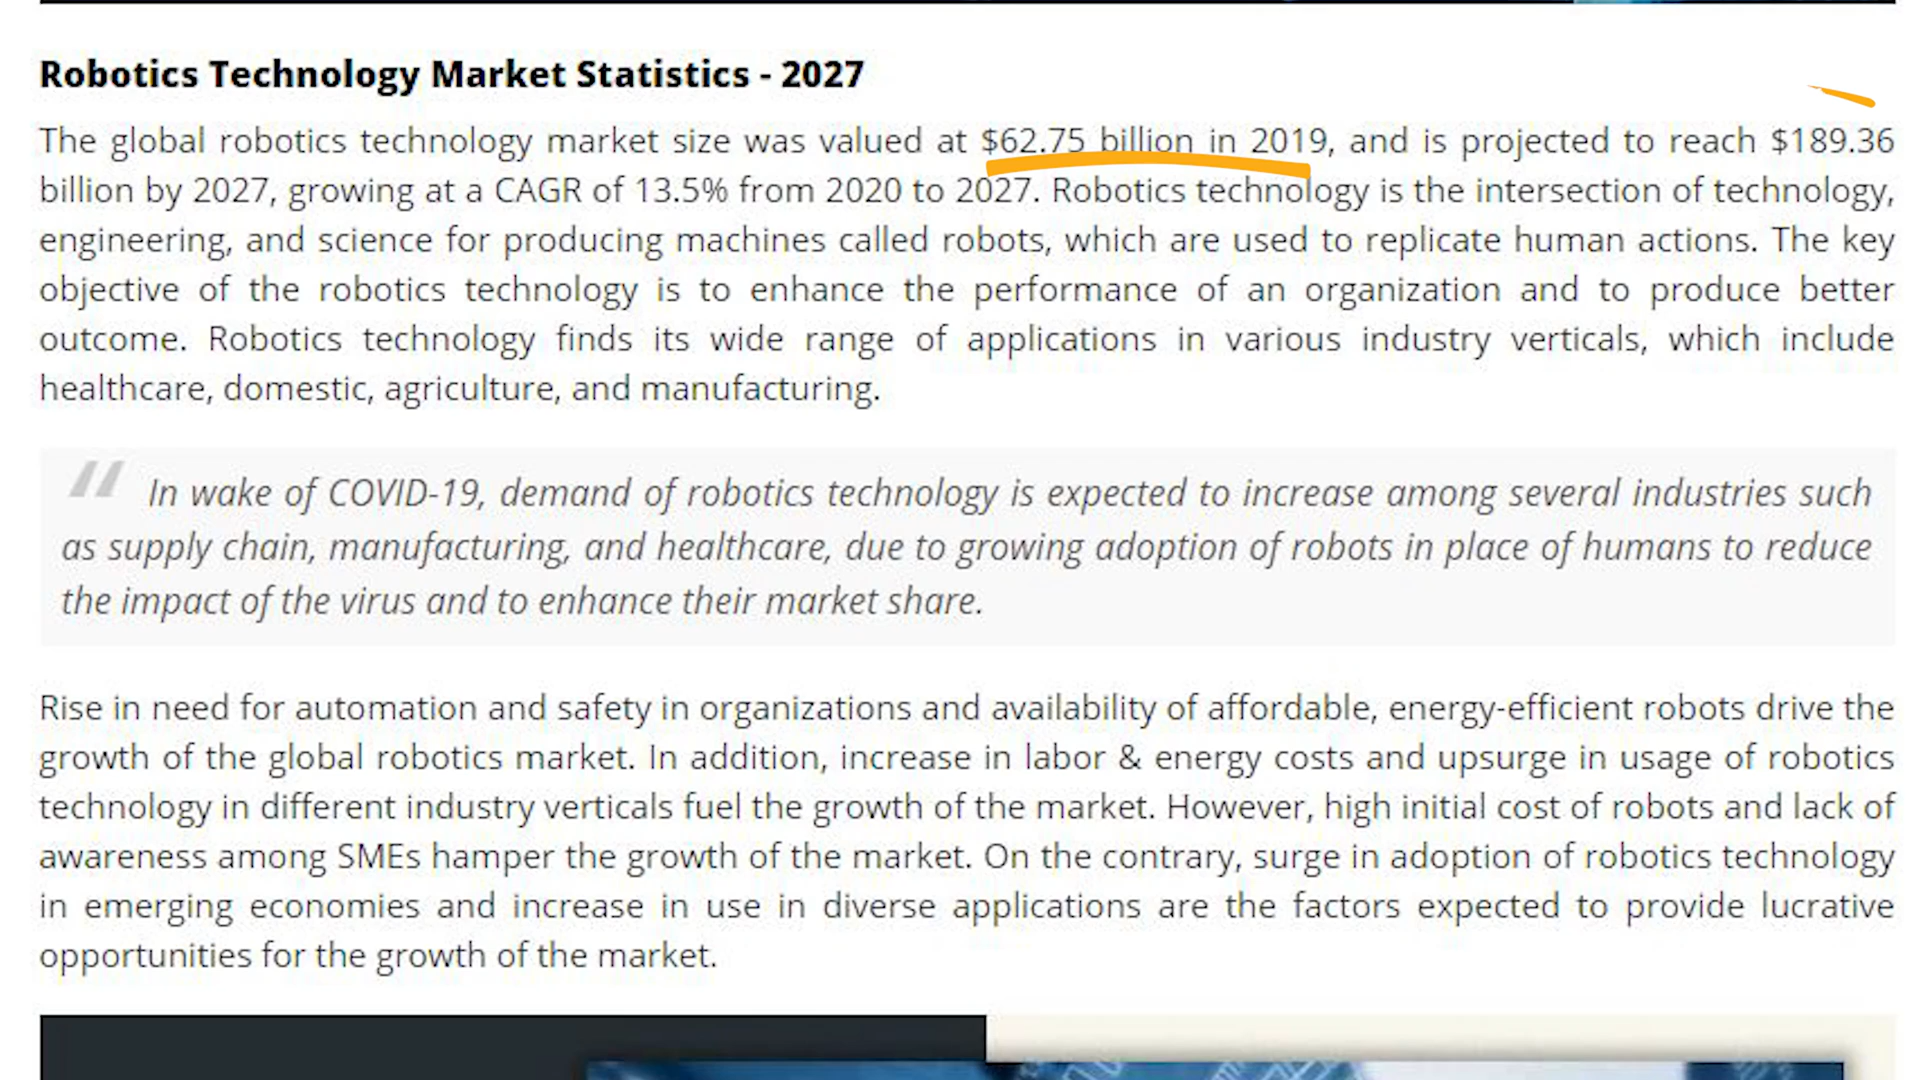 Robotics Technology Market Statistics - 2027
The global robotics technology market size was valued at $62.75 billion in 2019, and is projected to reach $189.36
billion by 2027, growing at a CAGR of 13.5% from 2020 to 2027. Robotics technology is the intersection of technology,
engineering, and science for producing machines called robots, which are used to replicate human actions. The key
objective of the robotics technology is to enhance the performance of an organization and to produce better
outcome. Robotics technology finds its wide range of applications in various industry verticals, which include
healthcare, domestic, agriculture, and manufacturing.
“ In wake of COVID-19, demand of robotics technology is expected to increase among several industries such
as supply chain, manufacturing, and healthcare, due to growing adoption of robots in place of humans to reduce
the impact of the virus and to enhance their market share.
Rise in need for automation and safety in organizations and availability of affordable, energy-efficient robots drive the
growth of the global robotics market. In addition, increase in labor & energy costs and upsurge in usage of robotics
technology in different industry verticals fuel the growth of the market. However, high initial cost of robots and lack of
awareness among SMEs hamper the growth of the market. On the contrary, surge in adoption of robotics technology
in emerging economies and increase in use in diverse applications are the factors expected to provide lucrative
opportunities for the growth of the market.